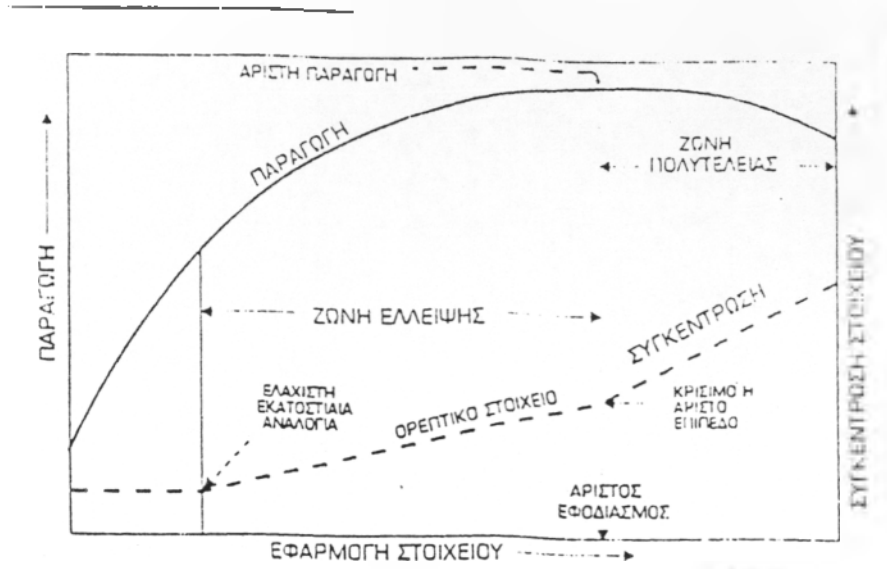 ΑΡΙΣΤΗ ΠΑΡΑΓΩΓΗ
ΠΑΡΑΓΩΓΗ
ΖΩΝΗ
ΠΟΛΥΤΕΛΕΙΑΣ
ΠΑΡΑΓΩΓΗ
ΖΩΝΗ ΕΛΛΕΙΨΗΣ
ΣΥΓΚΕΝΤΡΩΣΗ
ΣΥΓΚΕΝΤΡΩΣΗ ΣΤΟΙΧΕΙΟΥ
ΕΛΑΧΙΣΤΗ
ΕΚΑΤΟΣΤΙΑΙΑ
ΑΝΑΛΟΓΙΑ
ΘΡΕΠΤΙΚΟ ΣΤΟΙΧΕΙΟ
ΚΡΙΣΙΜΟ Η
ΑΡΙΣΤΟ
ΕΠΙΠΕΔΟ
ΑΡΙΣΤΟΣ
ΕΦΟΔΙΑΣΜΟΣ
ΕΦΑΡΜΟΓΗ ΣΤΟΙΧΕΙΟΥ